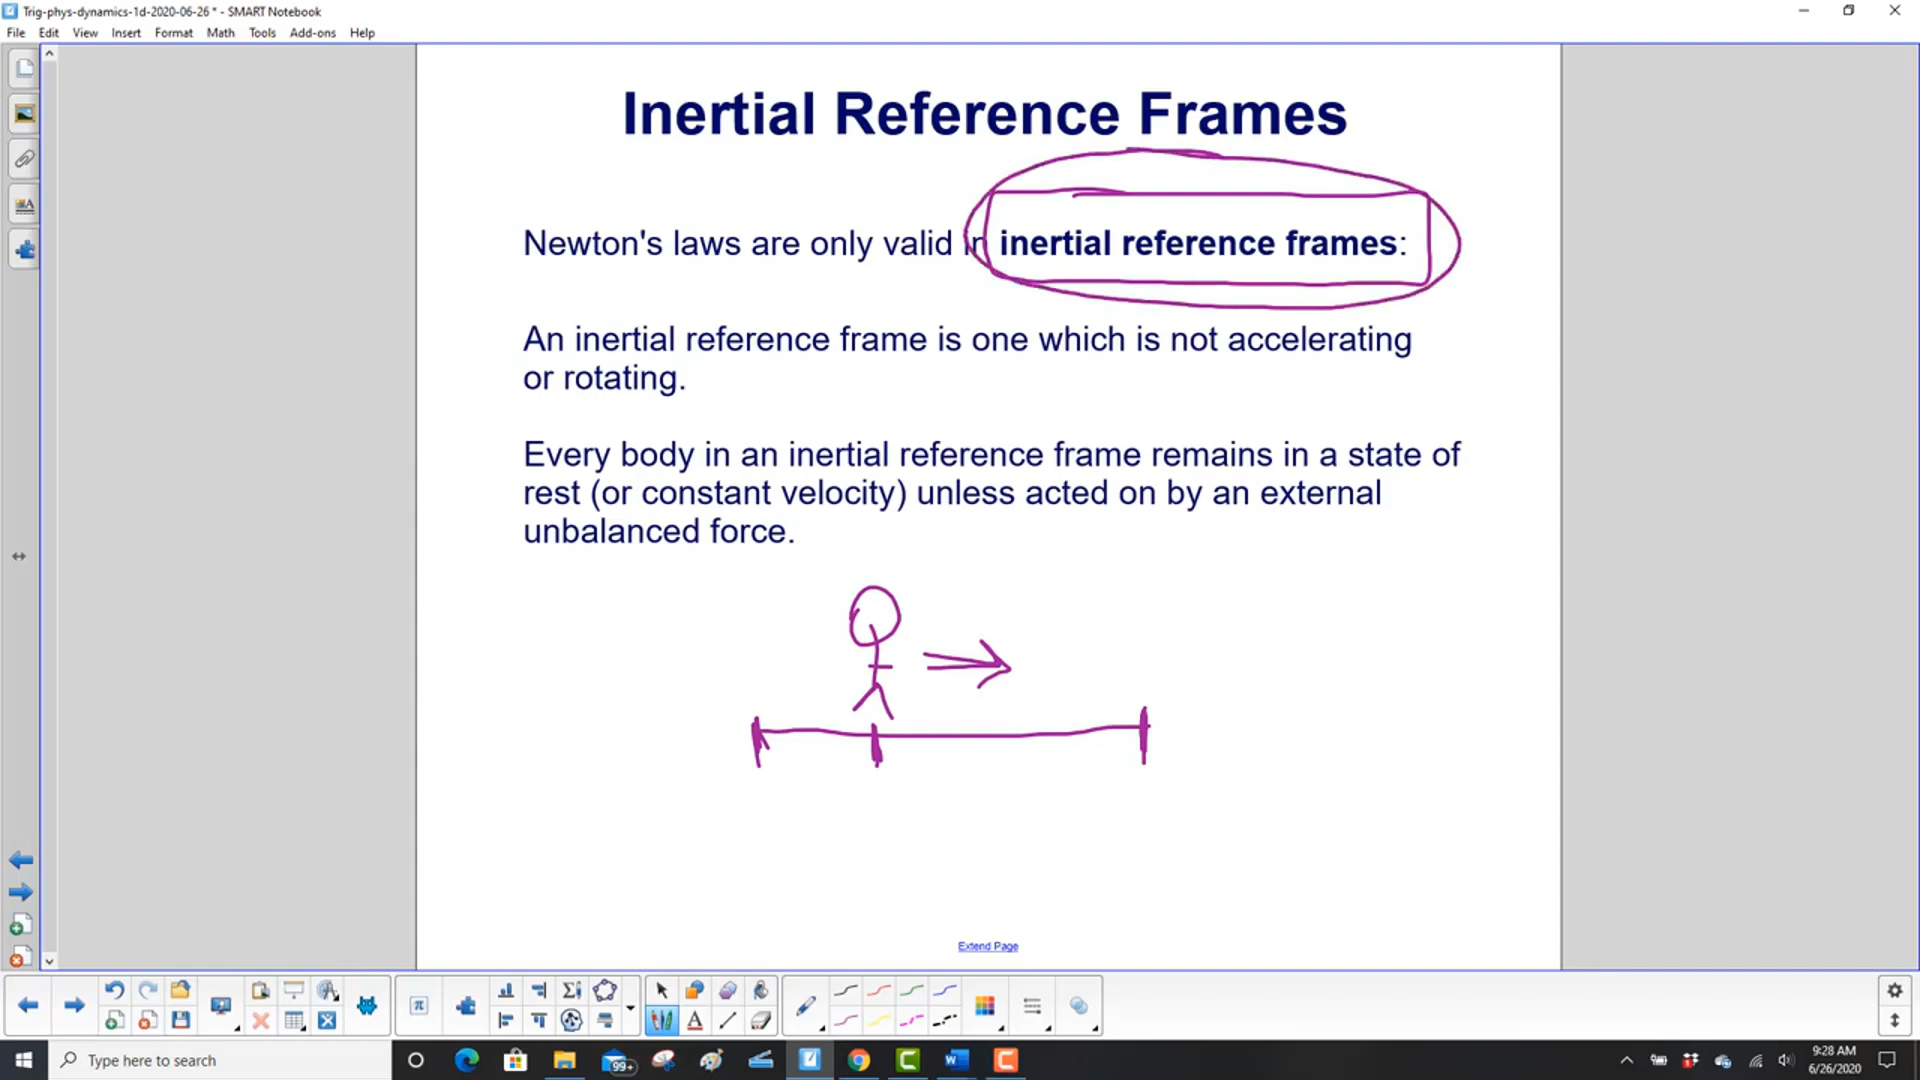 Trig-phys-dynamics-1d-2020-06-26 * - SMART Notebook
File Edit View Insert Format Math Tools Add-ons Help
Inertial Reference Frames
Newton's laws are only valid in inertial reference frames:
An inertial reference frame is one which is not accelerating
or rotating.
Every body in an inertial reference frame remains in a state of
rest (or constant velocity) unless acted on by an external
unbalanced force.
Extend Page
Type here to search
99+
9:28 AM
6/26/2020